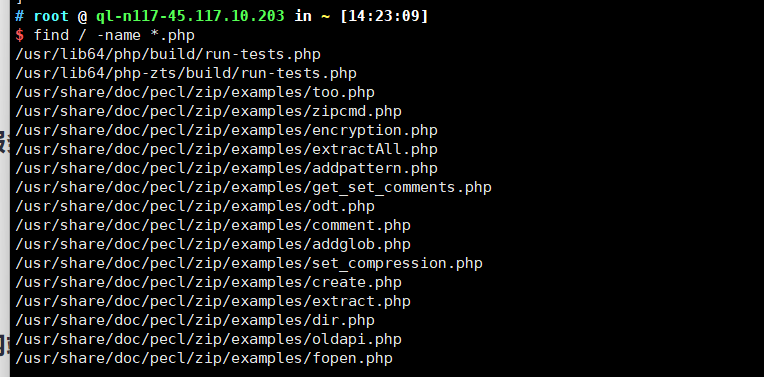 # root @ ql-n117-45.117.10.203 in ~ [14:23:09]
$ find / -name *.php
/usr/lib64/php/build/run-tests.php
/usr/lib64/php-zts/build/run-tests.php
/usr/share/doc/pecl/zip/examples/too.php
/usr/share/doc/pecl/zip/examples/zipcmd.php
/usr/share/doc/pecl/zip/examples/encryption.php
/usr/share/doc/pecl/zip/examples/extractAll.php
/usr/share/doc/pecl/zip/examples/addpattern.php
/usr/share/doc/pecl/zip/examples/get_set_comments.php
/usr/share/doc/pecl/zip/examples/odt.php
/usr/share/doc/pecl/zip/examples/comment.php
/usr/share/doc/pecl/zip/examples/addglob.php
/usr/share/doc/pecl/zip/examples/set_compression.php
/usr/share/doc/pecl/zip/examples/create.php
/usr/share/doc/pecl/zip/examples/extract.php
/usr/share/doc/pecl/zip/examples/dir.php
/usr/share/doc/pecl/zip/examples/oldapi.php
/usr/share/doc/pecl/zip/examples/fopen.php